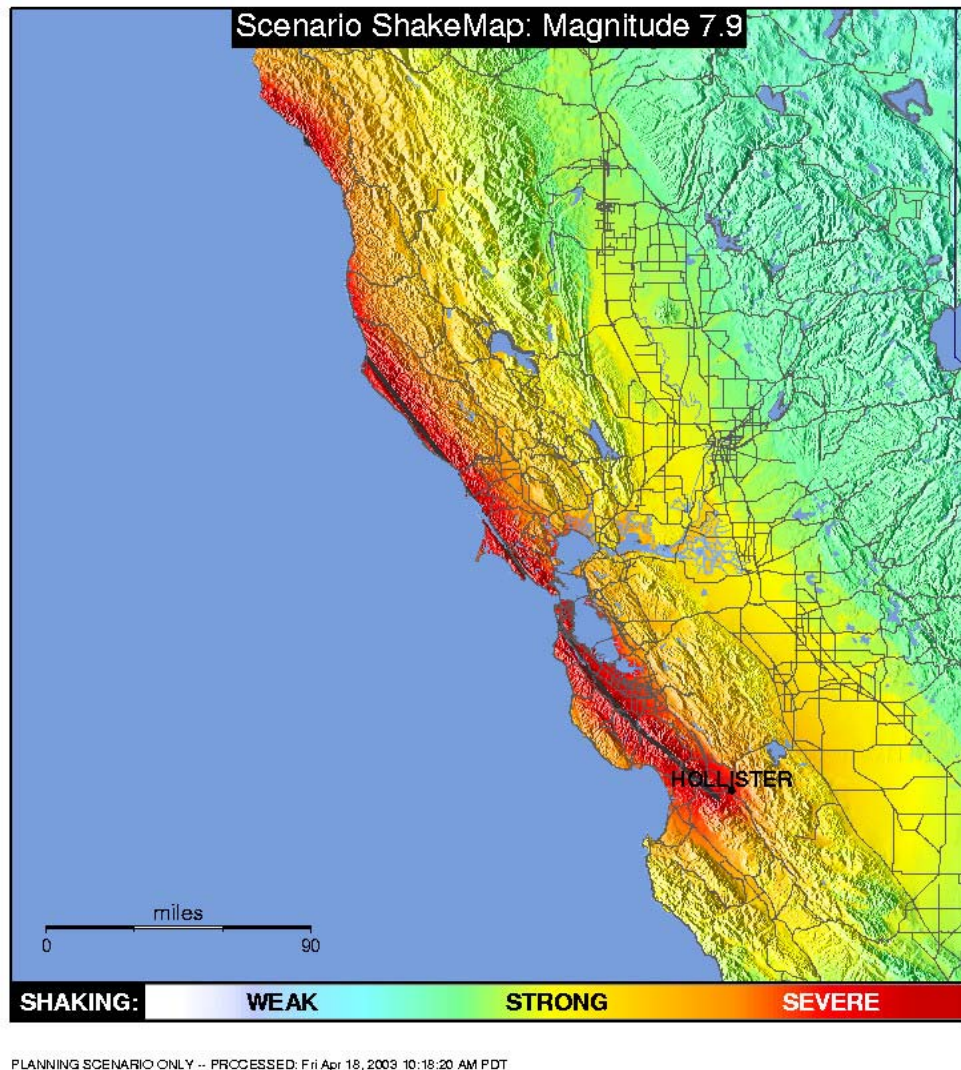 Scenario ShakeMap: Magnitude 7.9
HOLLISTER
miles
0 90
SHAKING: WEAK STRONG SEVERE
PLANNING SCENARIO ONLY -- PROCESSED: Fri Apr 18, 2003 10:18:20 AM PDT